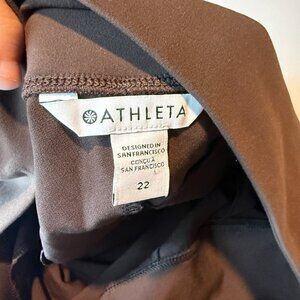 ATHLETA
DESIGNED IN
SAN FRANCISCO
CONÇU À
SAN FRANCISCO
22